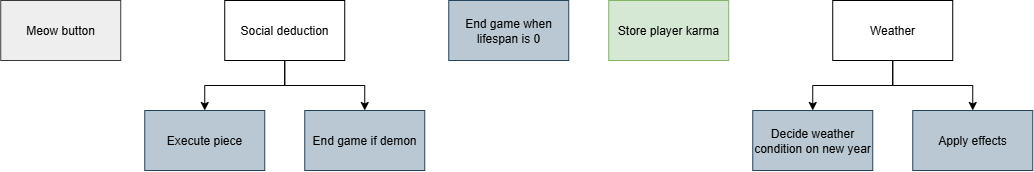 Meow button
Social deduction
End game when
lifespan is 0
Store player karma
Weather
Execute piece
End game if demon
Decide weather
condition on new year
Apply effects